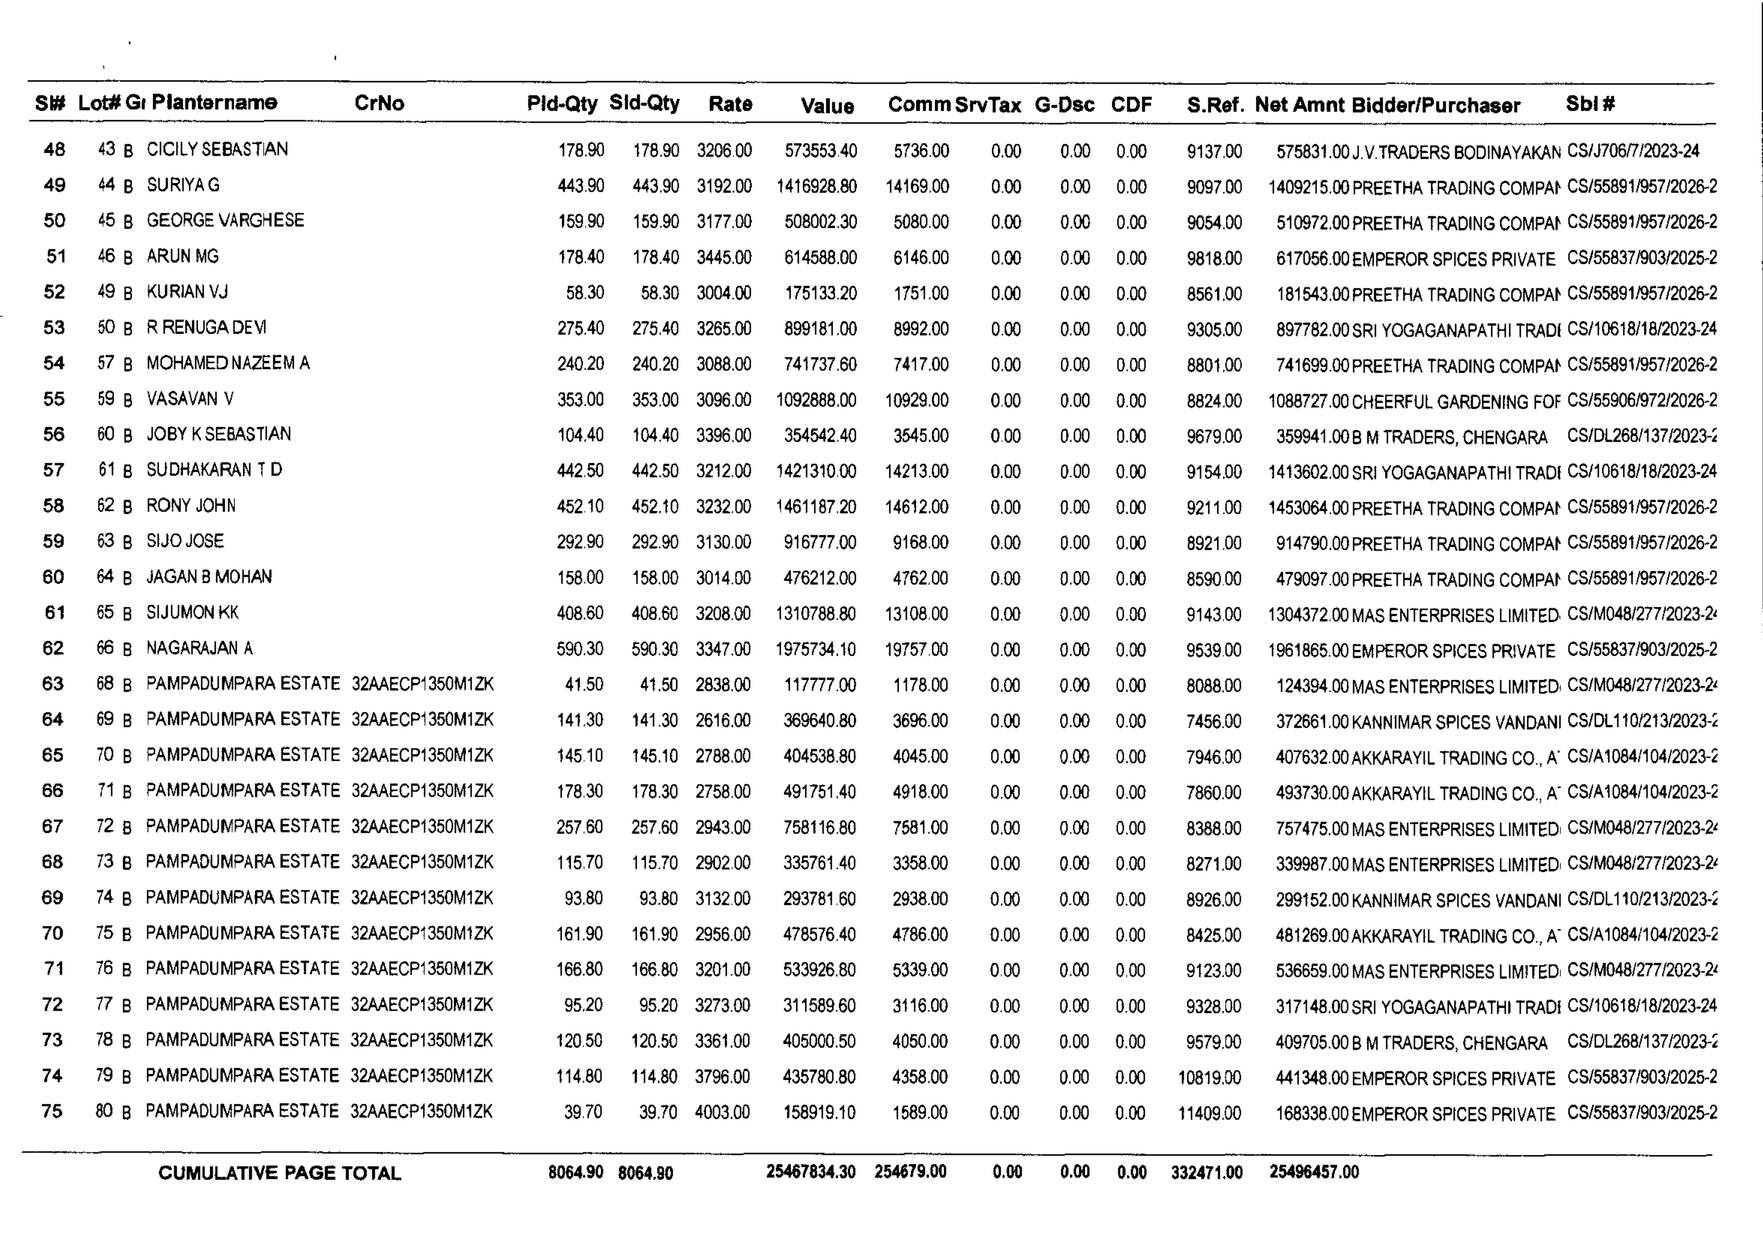 Sl# Lot# Gr Plantername CrNo Pld-Qty Sld-Qty Rate Value Comm SrvTax G-Dsc CDF S.Ref. Net Amnt Bidder/Purchaser Sbl #
48 43 B CICILY SEBASTIAN 178.90 178.90 3206.00 573553.40 5736.00 0.00 0.00 0.00 9137.00 575831.00 J.V.TRADERS BODINAYAKAN CS/J706/7/2023-24
49 44 B SURIYA G 443.90 443.90 3192.00 1416928.80 14169.00 0.00 0.00 0.00 9097.00 1409215.00 PREETHA TRADING COMPAN CS/55891/957/2026-2
50 45 B GEORGE VARGHESE 159.90 159.90 3177.00 508002.30 5080.00 0.00 0.00 0.00 9054.00 510972.00 PREETHA TRADING COMPAN CS/55891/957/2026-2
51 46 B ARUN MG 178.40 178.40 3445.00 614588.00 6146.00 0.00 0.00 0.00 9818.00 617056.00 EMPEROR SPICES PRIVATE CS/55837/903/2025-2
52 49 B KURIAN VJ 58.30 58.30 3004.00 175133.20 1751.00 0.00 0.00 0.00 8561.00 181543.00 PREETHA TRADING COMPAN CS/55891/957/2026-2
53 50 B R RENUGA DEVI 275.40 275.40 3265.00 899181.00 8992.00 0.00 0.00 0.00 9305.00 897782.00 SRI YOGAGANAPATHI TRADI CS/10618/18/2023-24
54 57 B MOHAMED NAZEEM A 240.20 240.20 3088.00 741737.60 7417.00 0.00 0.00 0.00 8801.00 741699.00 PREETHA TRADING COMPAN CS/55891/957/2026-2
55 59 B VASAVAN V 353.00 353.00 3096.00 1092888.00 10929.00 0.00 0.00 0.00 8824.00 1088727.00 CHEERFUL GARDENING FOR CS/55906/972/2026-2
56 60 B JOBY K SEBASTIAN 104.40 104.40 3396.00 354542.40 3545.00 0.00 0.00 0.00 9679.00 359941.00 B M TRADERS, CHENGARA CS/DL268/137/2023-2
57 61 B SUDHAKARAN T D 442.50 442.50 3212.00 1421310.00 14213.00 0.00 0.00 0.00 9154.00 1413602.00 SRI YOGAGANAPATHI TRADI CS/10618/18/2023-24
58 62 B RONY JOHN 452.10 452.10 3232.00 1461187.20 14612.00 0.00 0.00 0.00 9211.00 1453064.00 PREETHA TRADING COMPAN CS/55891/957/2026-2
59 63 B SIJO JOSE 292.90 292.90 3130.00 916777.00 9168.00 0.00 0.00 0.00 8921.00 914790.00 PREETHA TRADING COMPAN CS/55891/957/2026-2
60 64 B JAGAN B MOHAN 158.00 158.00 3014.00 476212.00 4762.00 0.00 0.00 0.00 8590.00 479097.00 PREETHA TRADING COMPAN CS/55891/957/2026-2
61 65 B SIJUMON KK 408.60 408.60 3208.00 1310788.80 13108.00 0.00 0.00 0.00 9143.00 1304372.00 MAS ENTERPRISES LIMITED CS/M048/277/2023-24
62 66 B NAGARAJAN A 590.30 590.30 3347.00 1975734.10 19757.00 0.00 0.00 0.00 9539.00 1961865.00 EMPEROR SPICES PRIVATE CS/55837/903/2025-2
63 68 B PAMPADUMPARA ESTATE 32AAECP1350M1ZK 41.50 41.50 2838.00 117777.00 1178.00 0.00 0.00 0.00 8088.00 124394.00 MAS ENTERPRISES LIMITED CS/M048/277/2023-24
64 69 B PAMPADUMPARA ESTATE 32AAECP1350M1ZK 141.30 141.30 2616.00 369640.80 3696.00 0.00 0.00 0.00 7456.00 372661.00 KANNIMAR SPICES VANDANI CS/DL110/213/2023-2
65 70 B PAMPADUMPARA ESTATE 32AAECP1350M1ZK 145.10 145.10 2788.00 404538.80 4045.00 0.00 0.00 0.00 7946.00 407632.00 AKKARAYIL TRADING CO., A CS/A1084/104/2023-2
66 71 B PAMPADUMPARA ESTATE 32AAECP1350M1ZK 178.30 178.30 2758.00 491751.40 4918.00 0.00 0.00 0.00 7860.00 493730.00 AKKARAYIL TRADING CO., A CS/A1084/104/2023-2
67 72 B PAMPADUMPARA ESTATE 32AAECP1350M1ZK 257.60 257.60 2943.00 758116.80 7581.00 0.00 0.00 0.00 8388.00 757475.00 MAS ENTERPRISES LIMITED CS/M048/277/2023-24
68 73 B PAMPADUMPARA ESTATE 32AAECP1350M1ZK 115.70 115.70 2902.00 335761.40 3358.00 0.00 0.00 0.00 8271.00 339987.00 MAS ENTERPRISES LIMITED CS/M048/277/2023-24
69 74 B PAMPADUMPARA ESTATE 32AAECP1350M1ZK 93.80 93.80 3132.00 293781.60 2938.00 0.00 0.00 0.00 8926.00 299152.00 KANNIMAR SPICES VANDANI CS/DL110/213/2023-2
70 75 B PAMPADUMPARA ESTATE 32AAECP1350M1ZK 161.90 161.90 2956.00 478576.40 4786.00 0.00 0.00 0.00 8425.00 481269.00 AKKARAYIL TRADING CO., A CS/A1084/104/2023-2
71 76 B PAMPADUMPARA ESTATE 32AAECP1350M1ZK 166.80 166.80 3201.00 533926.80 5339.00 0.00 0.00 0.00 9123.00 536659.00 MAS ENTERPRISES LIMITED CS/M048/277/2023-24
72 77 B PAMPADUMPARA ESTATE 32AAECP1350M1ZK 95.20 95.20 3273.00 311589.60 3116.00 0.00 0.00 0.00 9328.00 317148.00 SRI YOGAGANAPATHI TRADI CS/10618/18/2023-24
73 78 B PAMPADUMPARA ESTATE 32AAECP1350M1ZK 120.50 120.50 3361.00 405000.50 4050.00 0.00 0.00 0.00 9579.00 409705.00 B M TRADERS, CHENGARA CS/DL268/137/2023-2
74 79 B PAMPADUMPARA ESTATE 32AAECP1350M1ZK 114.80 114.80 3796.00 435780.80 4358.00 0.00 0.00 0.00 10819.00 441348.00 EMPEROR SPICES PRIVATE CS/55837/903/2025-2
75 80 B PAMPADUMPARA ESTATE 32AAECP1350M1ZK 39.70 39.70 4003.00 158919.10 1589.00 0.00 0.00 0.00 11409.00 168338.00 EMPEROR SPICES PRIVATE CS/55837/903/2025-2
CUMULATIVE PAGE TOTAL 8064.90 8064.90 25467834.30 254679.00 0.00 0.00 0.00 332471.00 25496457.00